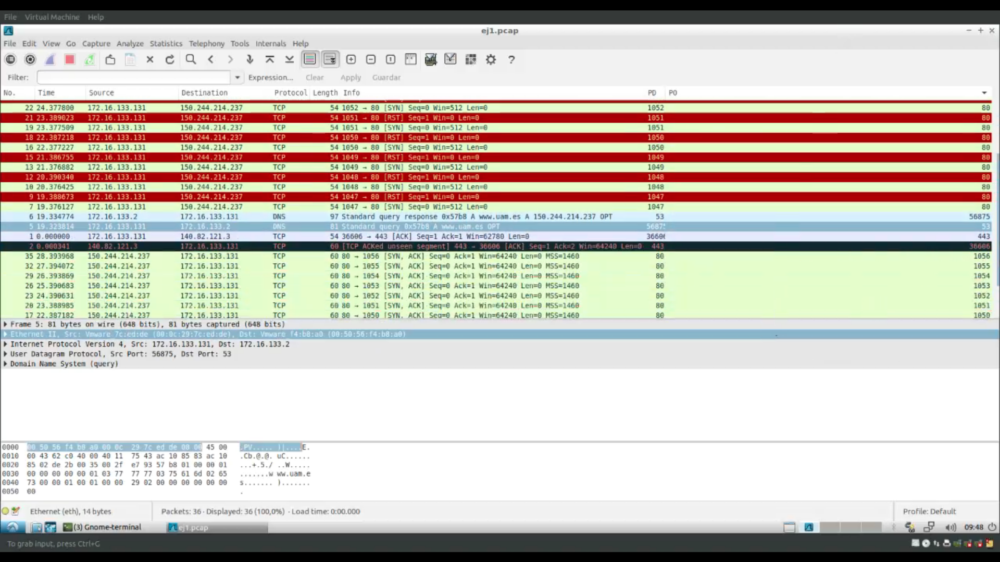 File Virtual Machine Help
ej1.pcap
File Edit View Go Capture Analyze Statistics Telephony Tools Internals Help
Filter: Expression... Clear Apply Guardar
No. Time Source Destination Protocol Length Info PD PO
22 24.377800 172.16.133.131 150.244.214.237 TCP 54 1052 → 80 [SYN] Seq=0 Win=512 Len=0 1052 80
21 23.389023 172.16.133.131 150.244.214.237 TCP 54 1051 → 80 [RST] Seq=1 Win=0 Len=0 1051 80
19 23.377509 172.16.133.131 150.244.214.237 TCP 54 1051 → 80 [SYN] Seq=0 Win=512 Len=0 1051 80
18 22.387218 172.16.133.131 150.244.214.237 TCP 54 1050 → 80 [RST] Seq=1 Win=0 Len=0 1050 80
16 22.377227 172.16.133.131 150.244.214.237 TCP 54 1050 → 80 [SYN] Seq=0 Win=512 Len=0 1050 80
15 21.386755 172.16.133.131 150.244.214.237 TCP 54 1049 → 80 [RST] Seq=1 Win=0 Len=0 1049 80
13 21.376882 172.16.133.131 150.244.214.237 TCP 54 1049 → 80 [SYN] Seq=0 Win=512 Len=0 1049 80
12 20.390340 172.16.133.131 150.244.214.237 TCP 54 1048 → 80 [RST] Seq=1 Win=0 Len=0 1048 80
10 20.376425 172.16.133.131 150.244.214.237 TCP 54 1048 → 80 [SYN] Seq=0 Win=512 Len=0 1048 80
9 19.388673 172.16.133.131 150.244.214.237 TCP 54 1047 → 80 [RST] Seq=1 Win=0 Len=0 1047 80
7 19.376127 172.16.133.131 150.244.214.237 TCP 54 1047 → 80 [SYN] Seq=0 Win=512 Len=0 1047 80
6 19.334774 172.16.133.2 172.16.133.131 DNS 97 Standard query response 0x57b8 A www.uam.es A 150.244.214.237 OPT 53 56875
5 19.323814 172.16.133.131 172.16.133.2 DNS 81 Standard query 0x57b8 A www.uam.es OPT 5687 53
1 0.000000 172.16.133.131 140.82.121.3 TCP 54 36606 → 443 [ACK] Seq=1 Ack=1 Win=62780 Len=0 3660 443
2 0.000341 140.82.121.3 172.16.133.131 TCP 60 [TCP ACKed unseen segment] 443 → 36606 [ACK] Seq=1 Ack=2 Win=64240 Len=0 443 36606
35 28.393968 150.244.214.237 172.16.133.131 TCP 60 80 → 1056 [SYN, ACK] Seq=0 Ack=1 Win=64240 Len=0 MSS=1460 80 1056
32 27.394072 150.244.214.237 172.16.133.131 TCP 60 80 → 1055 [SYN, ACK] Seq=0 Ack=1 Win=64240 Len=0 MSS=1460 80 1055
29 26.393869 150.244.214.237 172.16.133.131 TCP 60 80 → 1054 [SYN, ACK] Seq=0 Ack=1 Win=64240 Len=0 MSS=1460 80 1054
26 25.390683 150.244.214.237 172.16.133.131 TCP 60 80 → 1053 [SYN, ACK] Seq=0 Ack=1 Win=64240 Len=0 MSS=1460 80 1053
23 24.390631 150.244.214.237 172.16.133.131 TCP 60 80 → 1052 [SYN, ACK] Seq=0 Ack=1 Win=64240 Len=0 MSS=1460 80 1052
20 23.388985 150.244.214.237 172.16.133.131 TCP 60 80 → 1051 [SYN, ACK] Seq=0 Ack=1 Win=64240 Len=0 MSS=1460 80 1051
17 22.387182 150.244.214.237 172.16.133.131 TCP 60 80 → 1050 [SYN, ACK] Seq=0 Ack=1 Win=64240 Len=0 MSS=1460 80 1050
Frame 5: 81 bytes on wire (648 bits), 81 bytes captured (648 bits)
Ethernet II, Src: Vmware_7c:ed:de (00:0c:29:7c:ed:de), Dst: Vmware_f4:b8:a0 (00:50:56:f4:b8:a0)
Internet Protocol Version 4, Src: 172.16.133.131, Dst: 172.16.133.2
User Datagram Protocol, Src Port: 56875, Dst Port: 53
Domain Name System (query)
0000 00 50 56 f4 b8 a0 00 0c 29 7c ed de 08 00 45 00 .PV..... )|....E.
0010 00 43 62 c0 40 00 40 11 75 43 ac 10 85 83 ac 10 .Cb.@.@. uC......
0020 85 02 de 2b 00 35 00 2f e7 93 57 b8 01 00 00 01 ...+.5./ ..W.....
0030 00 00 00 00 00 01 03 77 77 77 03 75 61 6d 02 65 .......w ww.uam.e
0040 73 00 00 01 00 01 00 00 29 02 00 00 00 00 00 00 s....... ).......
0050 00 .
Ethernet (eth), 14 bytes Packets: 36 · Displayed: 36 (100,0%) · Load time: 0:00.000 Profile: Default
(3) Gnome-terminal ej1.pcap 09:48
To grab input, press Ctrl+G